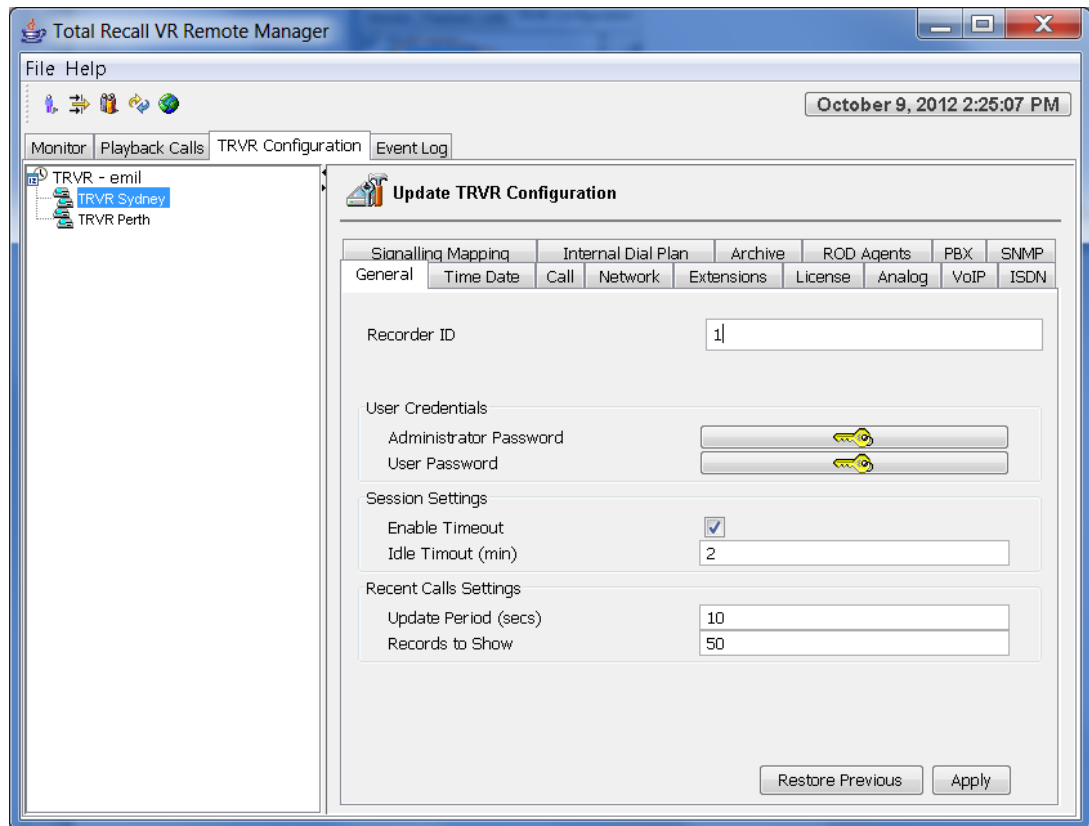 Total Recall VR Remote Manager
File Help
October 9, 2012 2:25:07 PM
Monitor Playback Calls TRVR Configuration Event Log
TRVR - emil
TRVR Sydney
TRVR Perth
Update TRVR Configuration
Signalling Mapping Internal Dial Plan Archive ROD Agents PBX SNMP
General Time Date Call Network Extensions License Analog VoIP ISDN
Recorder ID 1
User Credentials
Administrator Password
User Password
Session Settings
Enable Timeout
Idle Timout (min) 2
Recent Calls Settings
Update Period (secs) 10
Records to Show 50
Restore Previous Apply